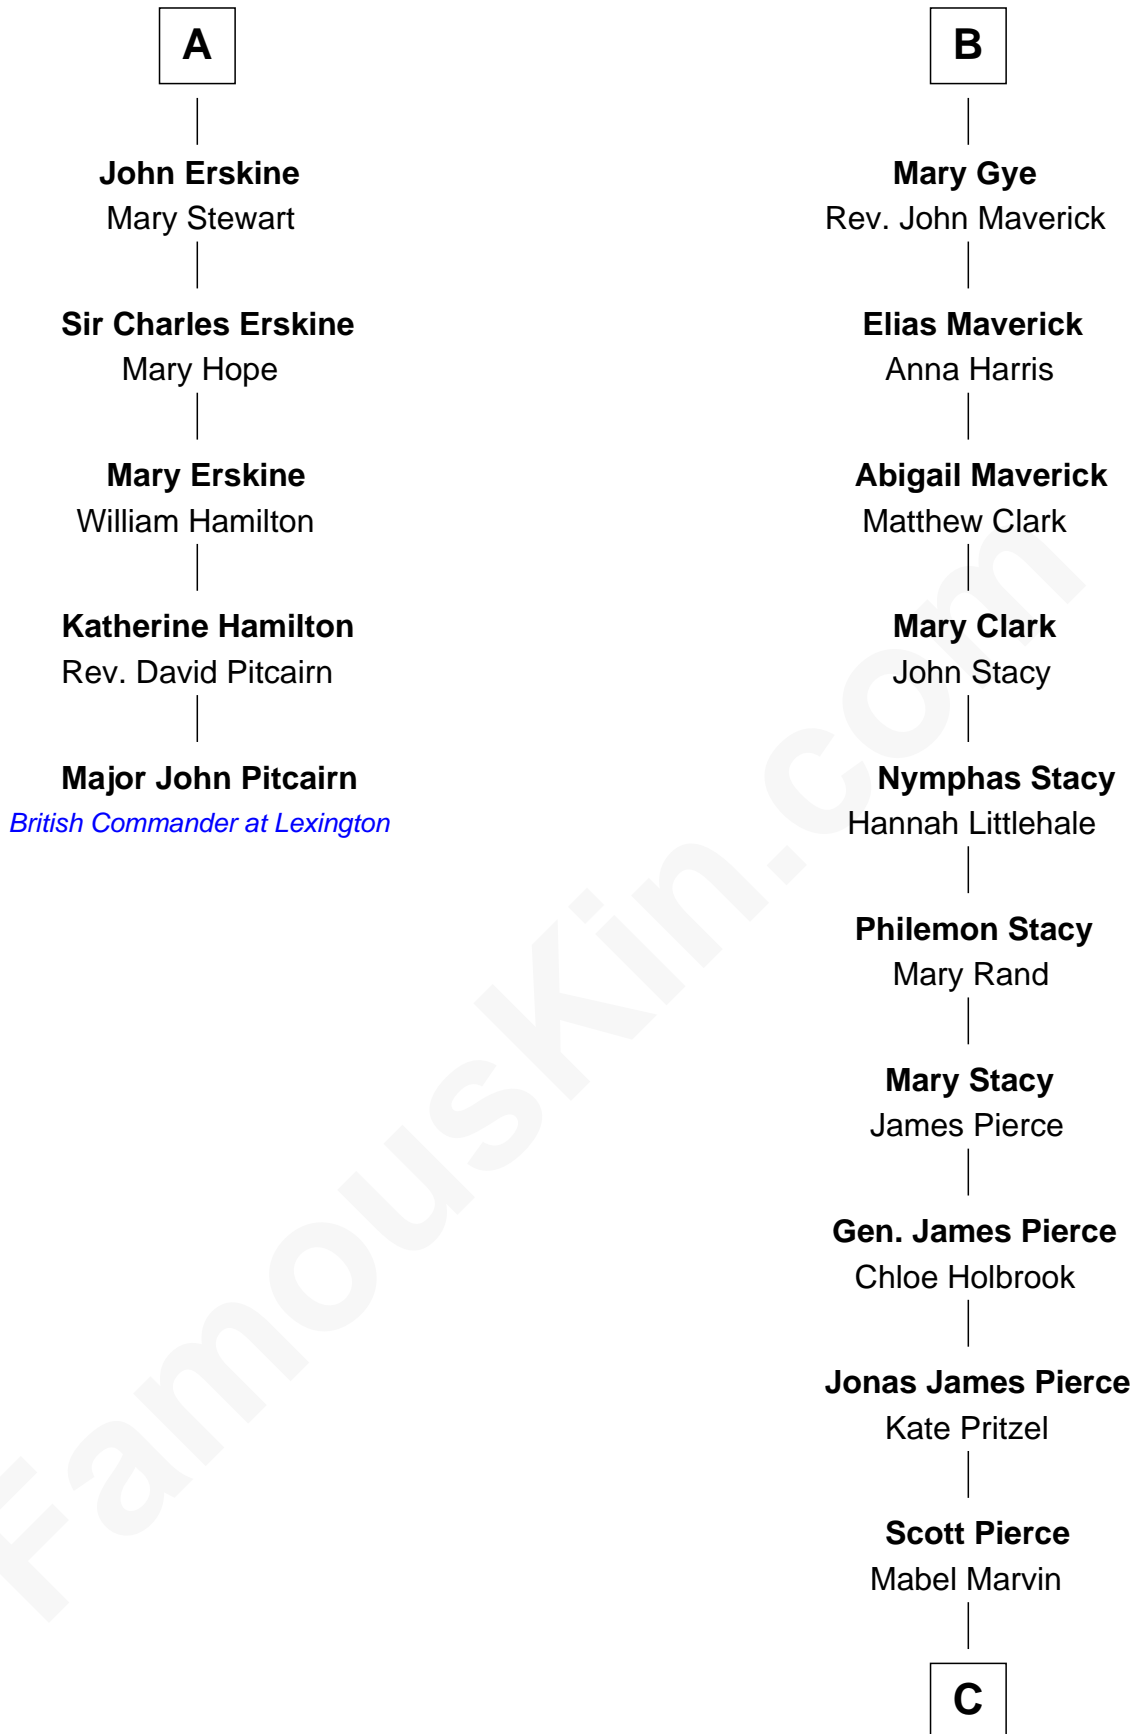 A
John Erskine
Mary Stewart
Sir Charles Erskine
Mary Hope
Mary Erskine
William Hamilton
Katherine Hamilton
Rev. David Pitcairn
Major John Pitcairn
British Commander at Lexington
B
Mary Gye
Rev. John Maverick
Elias Maverick
Anna Harris
Abigail Maverick
Matthew Clark
Mary Clark
John Stacy
Nymphas Stacy
Hannah Littlehale
Philemon Stacy
Mary Rand
Mary Stacy
James Pierce
Gen. James Pierce
Chloe Holbrook
Jonas James Pierce
Kate Pritzel
Scott Pierce
Mabel Marvin
C
FamousKin.com